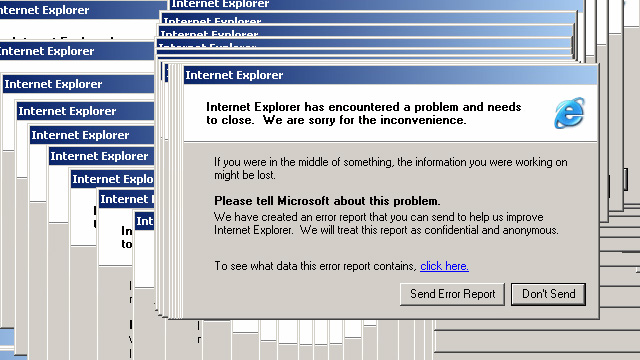 Internet Explorer
Internet Explorer
Internet Explorer
Internet Explorer
Internet Explorer
Internet Explorer
Internet Explorer
Internet Explorer
Internet Explorer
Internet Explorer
Internet Explorer
Internet Explorer
Internet Explorer
Internet Explorer
Internet Explorer has encountered a problem and needs
to close. We are sorry for the inconvenience.
If you were in the middle of something, the information you were working on
might be lost.
Please tell Microsoft about this problem.
We have created an error report that you can send to help us improve
Internet Explorer. We will treat this report as confidential and anonymous.
To see what data this error report contains, click here.
Send Error Report
Don't Send